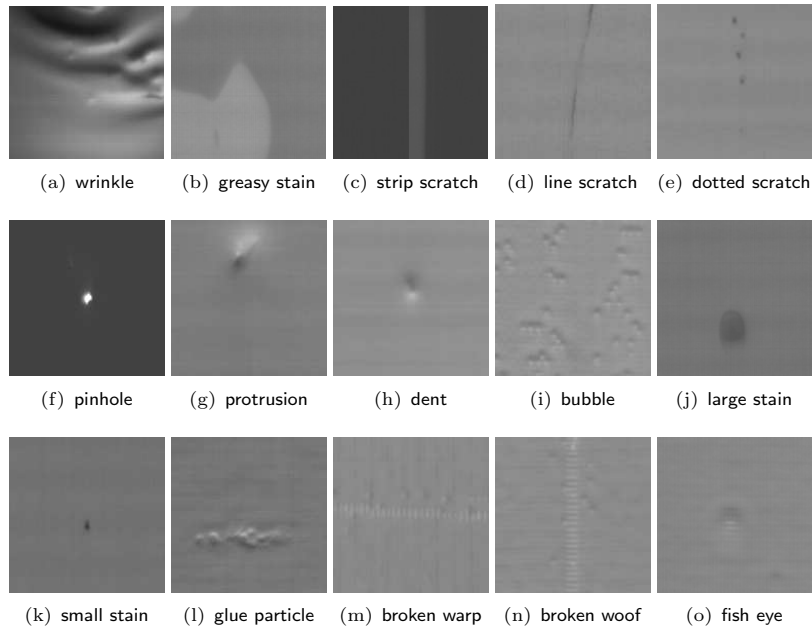 (a) wrinkle (b) greasy stain (c) strip scratch (d) line scratch (e) dotted scratch
(f) pinhole (g) protrusion (h) dent (i) bubble (j) large stain
(k) small stain (l) glue particle (m) broken warp (n) broken woof (o) fish eye